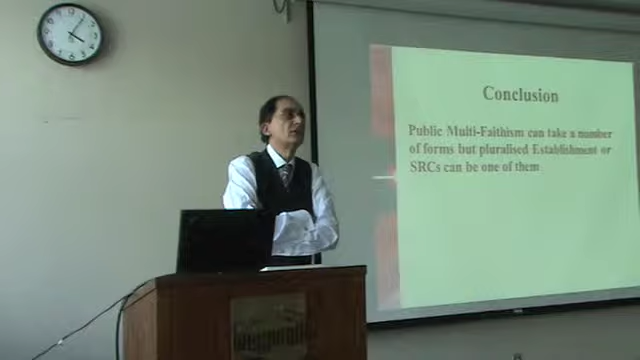 Conclusion
Public Multi-Faithism can take a number
of forms but pluralised Establishment or
SRCs can be one of them